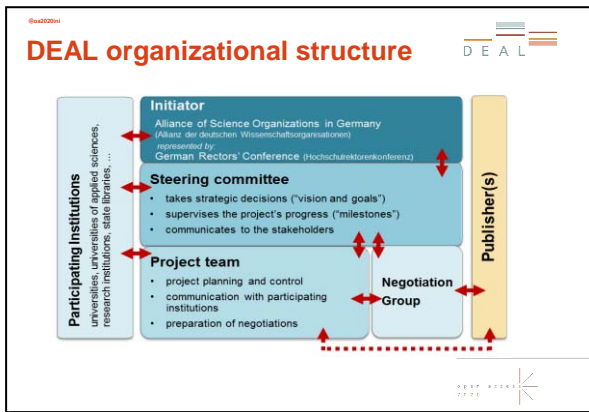 @oa2020ini
DEAL organizational structure
DEAL
Participating Institutions
universities, universities of applied sciences,
research institutions, state libraries, ...
Initiator
Alliance of Science Organizations in Germany
(Allianz der deutschen Wissenschaftsorganisationen)
represented by:
German Rectors' Conference (Hochschulrektorenkonferenz)
Steering committee
• takes strategic decisions ("vision and goals")
• supervises the project's progress ("milestones")
• communicates to the stakeholders
Project team
• project planning and control
• communication with participating
institutions
• preparation of negotiations
Negotiation
Group
Publisher(s)
open access